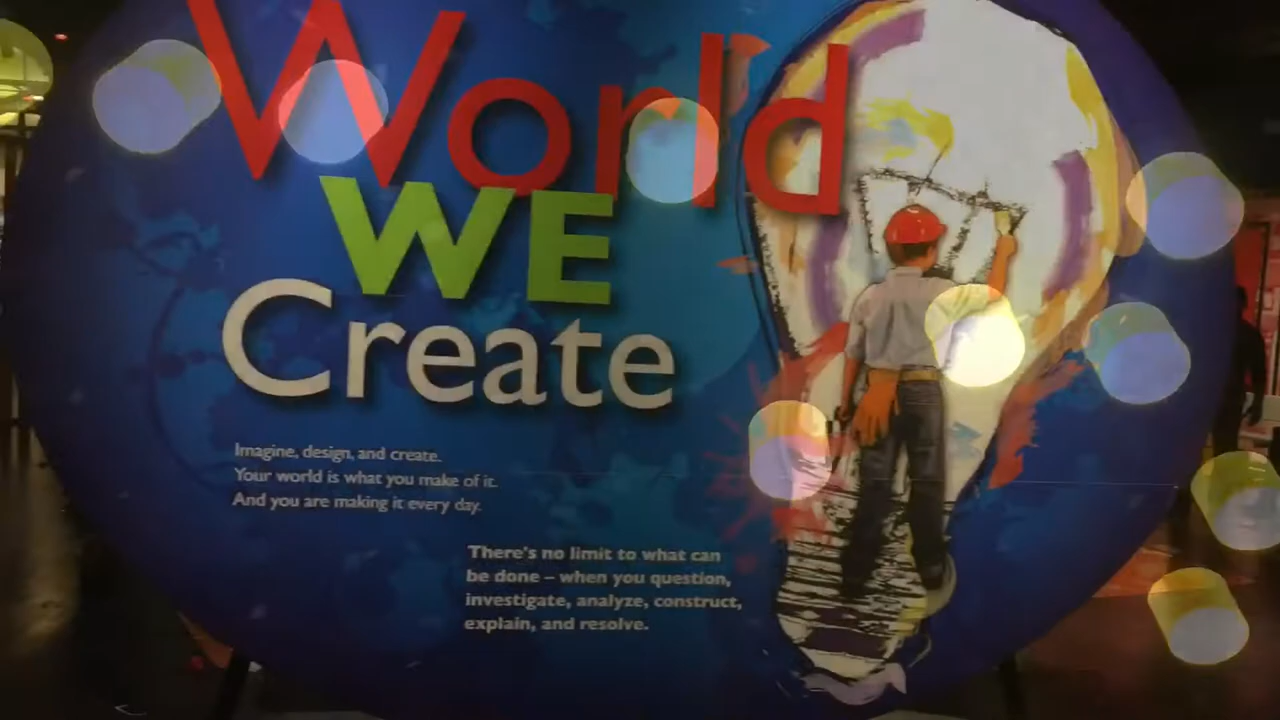 World
WE
Create
Imagine, design, and create.
Your world is what you make of it.
And you are making it every day.
There's no limit to what can
be done – when you question,
investigate, analyze, construct,
explain, and resolve.